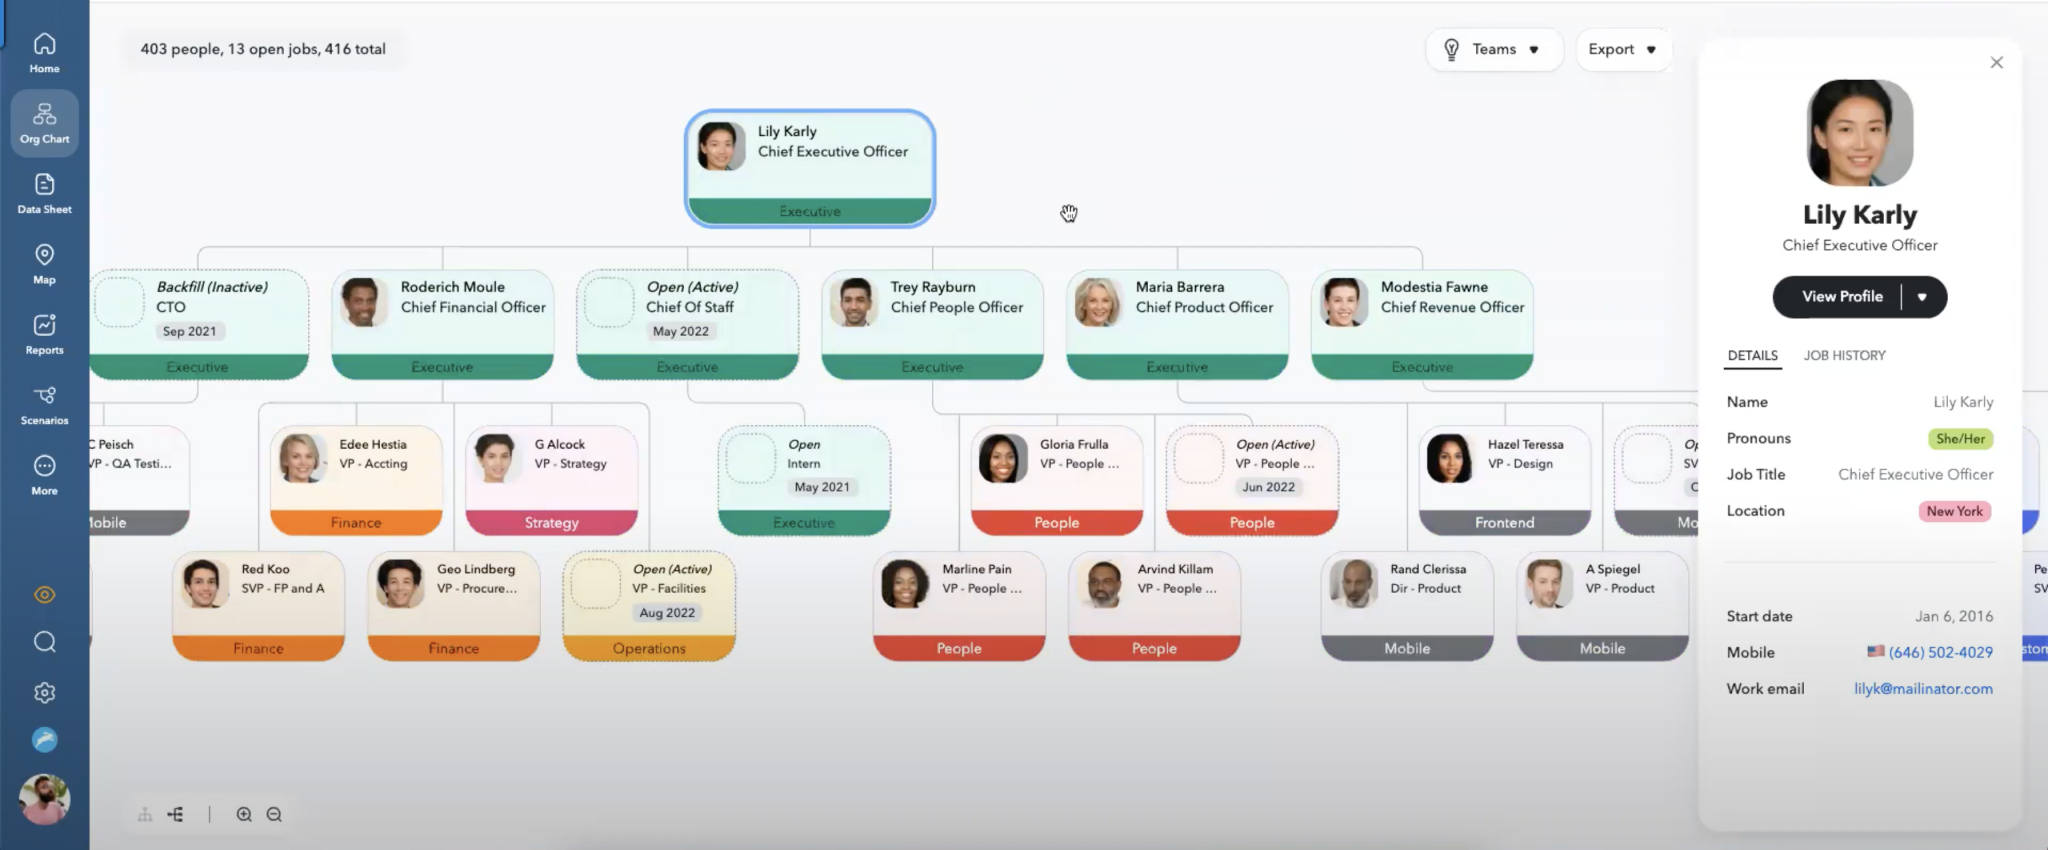 403 people, 13 open jobs, 416 total
Teams
Export
Home
Org Chart
Data Sheet
Map
Reports
Scenarios
More
Lily Karly
Chief Executive Officer
Executive
Backfill (Inactive)
CTO
Sep 2021
Executive
Roderich Moule
Chief Financial Officer
Executive
Open (Active)
Chief Of Staff
May 2022
Executive
Trey Rayburn
Chief People Officer
Executive
Maria Barrera
Chief Product Officer
Executive
Modestia Fawne
Chief Revenue Officer
Executive
C Peisch
VP - QA Testi...
Mobile
Edee Hestia
VP - Accting
Finance
G Alcock
VP - Strategy
Strategy
Open
Intern
May 2021
Executive
Gloria Frulla
VP - People ...
People
Open (Active)
VP - People ...
Jun 2022
People
Hazel Teressa
VP - Design
Frontend
Op
SV
Mo
Red Koo
SVP - FP and A
Finance
Geo Lindberg
VP - Procure...
Finance
Open (Active)
VP - Facilities
Aug 2022
Operations
Marline Pain
VP - People ...
People
Arvind Killam
VP - People ...
People
Rand Clerissa
Dir - Product
Mobile
A Spiegel
VP - Product
Mobile
Pe
SV
stom
Lily Karly
Chief Executive Officer
View Profile
DETAILS JOB HISTORY
Name Lily Karly
Pronouns She/Her
Job Title Chief Executive Officer
Location New York
Start date Jan 6, 2016
Mobile (646) 502-4029
Work email lilyk@mailinator.com